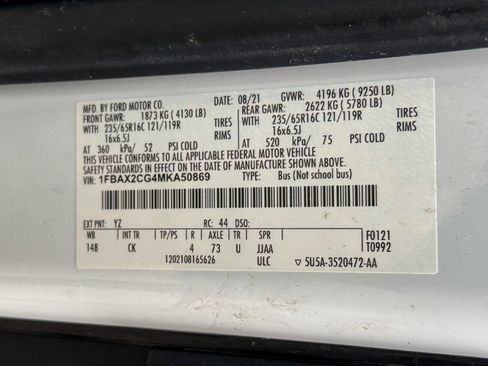 MFD. BY FORD MOTOR CO. 08/21 GVWR: 4196 KG ( 9250 LB)
FRONT GAWR: 1873 KG ( 4130 LB) REAR GAWR: 2622 KG ( 5780 LB)
WITH 235/65R16C 121/119R TIRES WITH 235/65R16C 121/119R TIRES
16x6.5J 16x6.5J
AT 360 kPa/ 52 PSI COLD AT 520 kPa/ 75 PSI COLD
THIS VEHICLE CONFORMS TO ALL APPLICABLE FEDERAL MOTOR VEHICLE
SAFETY STANDARDS IN EFFECT ON THE DATE OF MANUFACTURE SHOWN ABOVE.
VIN: 1FBAX2CG4MKA50869 TYPE: Bus (Not school bus)
EXT PNT: YZ RC: 44 DSO:
WB INT TR TP/PS R AXLE TR SPR F0121
148 CK 4 73 U JJAA T0992
1202108165626 ULC ▽ 5U5A-3520472-AA